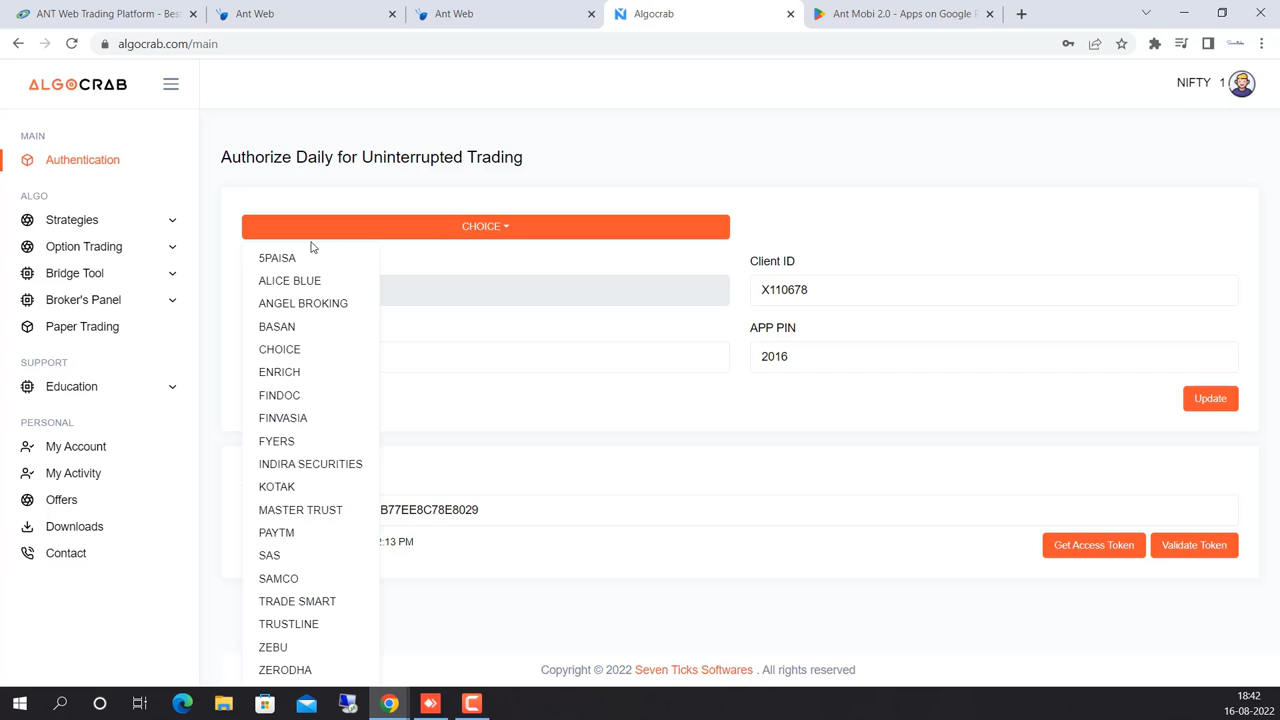 ANT Web Trading Platform - Bes
Ant Web
Ant Web
Algocrab
Ant Mobi 2.0 - Apps on Google P
algocrab.com/main
ALGOCRAB
NIFTY 1
MAIN
Authentication
ALGO
Strategies
Option Trading
Bridge Tool
Broker's Panel
Paper Trading
SUPPORT
Education
PERSONAL
My Account
My Activity
Offers
Downloads
Contact
Authorize Daily for Uninterrupted Trading
CHOICE
5PAISA
ALICE BLUE
ANGEL BROKING
BASAN
CHOICE
ENRICH
FINDOC
FINVASIA
FYERS
INDIRA SECURITIES
KOTAK
MASTER TRUST
PAYTM
SAS
SAMCO
TRADE SMART
TRUSTLINE
ZEBU
ZERODHA
Client ID
X110678
APP PIN
2016
Update
B77EE8C78E8029
2:13 PM
Get Access Token
Validate Token
Copyright © 2022 Seven Ticks Softwares . All rights reserved
18:42
16-08-2022